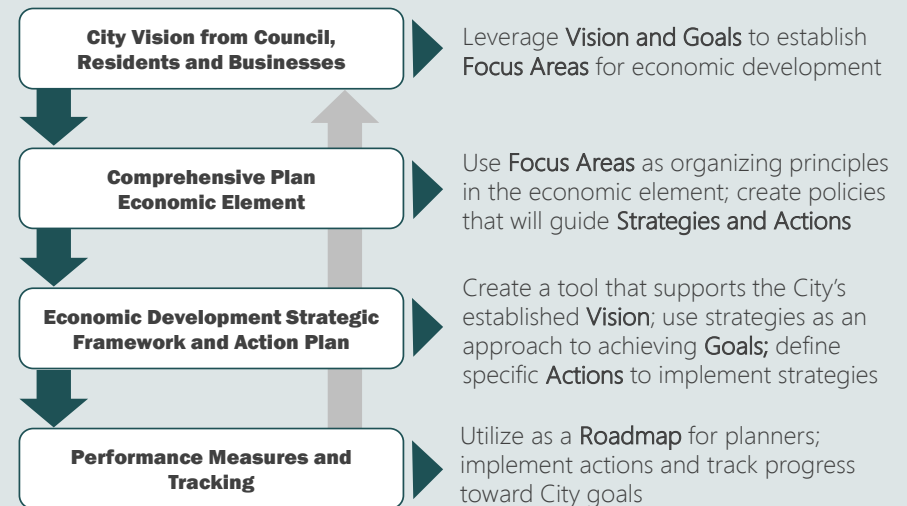 City Vision from Council,
Residents and Businesses
Leverage Vision and Goals to establish
Focus Areas for economic development
Comprehensive Plan
Economic Element
Use Focus Areas as organizing principles
in the economic element; create policies
that will guide Strategies and Actions
Economic Development Strategic
Framework and Action Plan
Create a tool that supports the City’s
established Vision; use strategies as an
approach to achieving Goals; define
specific Actions to implement strategies
Performance Measures and
Tracking
Utilize as a Roadmap for planners;
implement actions and track progress
toward City goals